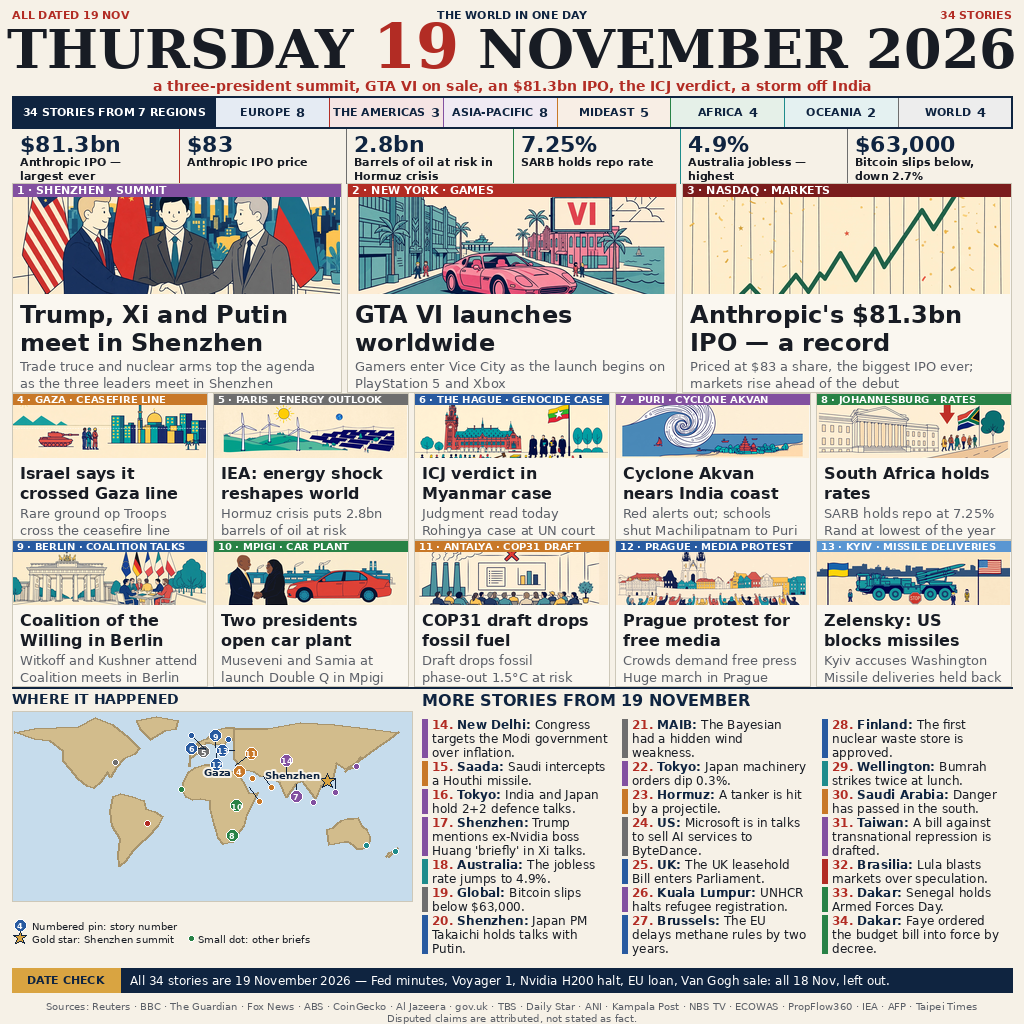 ALL DATED 19 NOV
THE WORLD IN ONE DAY
34 STORIES
THURSDAY 19 NOVEMBER 2026
a three-president summit, GTA VI on sale, an $81.3bn IPO, the ICJ verdict, a storm off India
34 STORIES FROM 7 REGIONS
EUROPE 8
THE AMERICAS 3
ASIA-PACIFIC 8
MIDEAST 5
AFRICA 4
OCEANIA 2
WORLD 4
$81.3bn
Anthropic IPO —
largest ever
$83
Anthropic IPO price
2.8bn
Barrels of oil at risk in
Hormuz crisis
7.25%
SARB holds repo rate
4.9%
Australia jobless —
highest
$63,000
Bitcoin slips below,
down 2.7%
1 · SHENZHEN · SUMMIT
Trump, Xi and Putin
meet in Shenzhen
Trade truce and nuclear arms top the agenda
as the three leaders meet in Shenzhen
2 · NEW YORK · GAMES
VI
GTA VI launches
worldwide
Gamers enter Vice City as the launch begins on
PlayStation 5 and Xbox
3 · NASDAQ · MARKETS
Anthropic's $81.3bn
IPO — a record
Priced at $83 a share, the biggest IPO ever;
markets rise ahead of the debut
4 · GAZA · CEASEFIRE LINE
Israel says it
crossed Gaza line
Rare ground op Troops
cross the ceasefire line
5 · PARIS · ENERGY OUTLOOK
IEA: energy shock
reshapes world
Hormuz crisis puts 2.8bn
barrels of oil at risk
6 · THE HAGUE · GENOCIDE CASE
ICJ verdict in
Myanmar case
Judgment read today
Rohingya case at UN court
7 · PURI · CYCLONE AKVAN
Cyclone Akvan
nears India coast
Red alerts out; schools
shut Machilipatnam to Puri
8 · JOHANNESBURG · RATES
South Africa holds
rates
SARB holds repo at 7.25%
Rand at lowest of the year
9 · BERLIN · COALITION TALKS
Coalition of the
Willing in Berlin
Witkoff and Kushner attend
Coalition meets in Berlin
10 · MPIGI · CAR PLANT
Two presidents
open car plant
Museveni and Samia at
launch Double Q in Mpigi
11 · ANTALYA · COP31 DRAFT
COP31 draft drops
fossil fuel
Draft drops fossil
phase-out 1.5°C at risk
12 · PRAGUE · MEDIA PROTEST
Prague protest for
free media
Crowds demand free press
Huge march in Prague
13 · KYIV · MISSILE DELIVERIES
STOP
Zelensky: US
blocks missiles
Kyiv accuses Washington
Missile deliveries held back
WHERE IT HAPPENED
9
6
5
13
12
11
4
Gaza
14
Shenzhen
7
10
8
4 Numbered pin: story number
Gold star: Shenzhen summit
Small dot: other briefs
MORE STORIES FROM 19 NOVEMBER
14. New Delhi: Congress
targets the Modi government
over inflation.
15. Saada: Saudi intercepts
a Houthi missile.
16. Tokyo: India and Japan
hold 2+2 defence talks.
17. Shenzhen: Trump
mentions ex-Nvidia boss
Huang 'briefly' in Xi talks.
18. Australia: The jobless
rate jumps to 4.9%.
19. Global: Bitcoin slips
below $63,000.
20. Shenzhen: Japan PM
Takaichi holds talks with
Putin.
21. MAIB: The Bayesian
had a hidden wind
weakness.
22. Tokyo: Japan machinery
orders dip 0.3%.
23. Hormuz: A tanker is hit
by a projectile.
24. US: Microsoft is in talks
to sell AI services to
ByteDance.
25. UK: The UK leasehold
Bill enters Parliament.
26. Kuala Lumpur: UNHCR
halts refugee registration.
27. Brussels: The EU
delays methane rules by two
years.
28. Finland: The first
nuclear waste store is
approved.
29. Wellington: Bumrah
strikes twice at lunch.
30. Saudi Arabia: Danger
has passed in the south.
31. Taiwan: A bill against
transnational repression is
drafted.
32. Brasilia: Lula blasts
markets over speculation.
33. Dakar: Senegal holds
Armed Forces Day.
34. Dakar: Faye ordered
the budget bill into force by
decree.
DATE CHECK
All 34 stories are 19 November 2026 — Fed minutes, Voyager 1, Nvidia H200 halt, EU loan, Van Gogh sale: all 18 Nov, left out.
Sources: Reuters · BBC · The Guardian · Fox News · ABS · CoinGecko · Al Jazeera · gov.uk · TBS · Daily Star · ANI · Kampala Post · NBS TV · ECOWAS · PropFlow360 · IEA · AFP · Taipei Times
Disputed claims are attributed, not stated as fact.